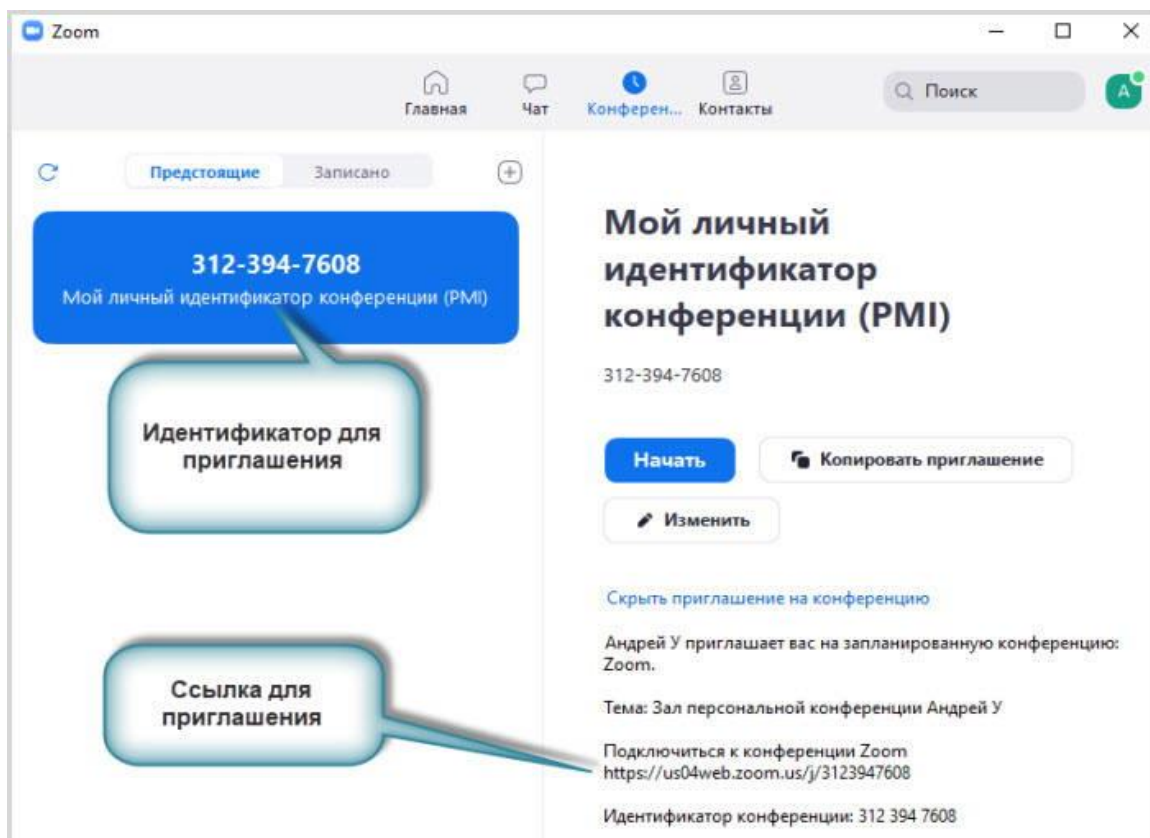 Zoom
Главная
Чат
Конферен...
Контакты
Поиск
А
Предстоящие
Записано
312-394-7608
Мой личный идентификатор конференции (PMI)
Идентификатор для
приглашения
Ссылка для
приглашения
Мой личный
идентификатор
конференции (PMI)
312-394-7608
Начать
Копировать приглашение
Изменить
Скрыть приглашение на конференцию
Андрей У приглашает вас на запланированную конференцию:
Zoom.
Тема: Зал персональной конференции Андрей У
Подключиться к конференции Zoom
https://us04web.zoom.us/j/3123947608
Идентификатор конференции: 312 394 7608